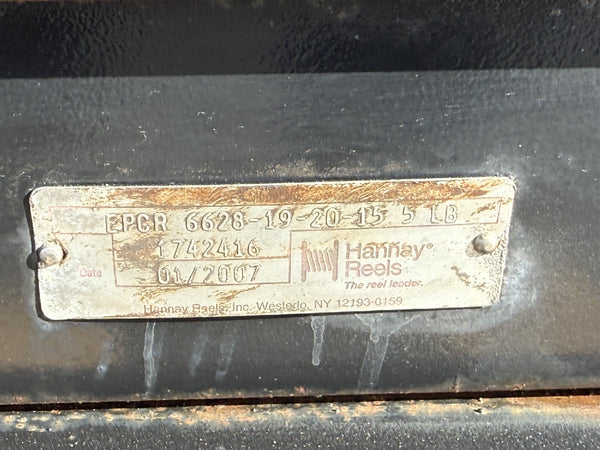 EPCR 6628-19-20-15 5 LB
1742416
Date 01/2007
Hannay®
Reels
The reel leader.
Hannay Reels, Inc. Westerlo, NY 12193-0159